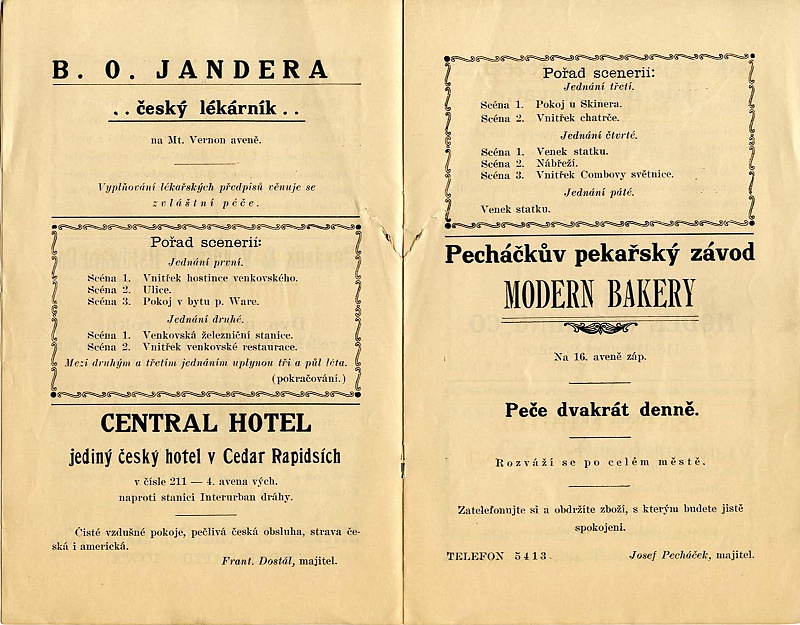 B. O. JANDERA
. . český lékárník . .
na Mt. Vernon aveně.
Vyplňování lékařských předpisů věnuje se
zvláštní péče.
Pořad scenerií:
Jednání první.
Scéna 1. Vnitřek hostince venkovského.
Scéna 2. Ulice.
Scéna 3. Pokoj v bytu p. Ware.
Jednání druhé.
Scéna 1. Venkovská železniční stanice.
Scéna 2. Vnitřek venkovské restaurace.
Mezi druhým a třetím jednáním uplynou tři a půl léta.
(pokračování.)
CENTRAL HOTEL
jediný český hotel v Cedar Rapidsích
v čísle 211 — 4. avena vých.
naproti stanici Interurban dráhy.
Čisté vzdušné pokoje, pečlivá česká obsluha, strava če-
ská i americká.
Frant. Dostál, majitel.
Pořad scenerií:
Jednání třetí.
Scéna 1. Pokoj u Skinera.
Scéna 2. Vnitřek chatrče.
Jednání čtvrté.
Scéna 1. Venek statku.
Scéna 2. Nábřeží.
Scéna 3. Vnitřek Combovy světnice.
Jednání páté.
Venek statku.
Pecháčkův pekařský závod
MODERN BAKERY
Na 16. aveně záp.
Peče dvakrát denně.
Rozváží se po celém městě.
Zatelefonujte si a obdržíte zboží, s kterým budete jistě
spokojeni.
TELEFON 5413. Josef Pecháček, majitel.